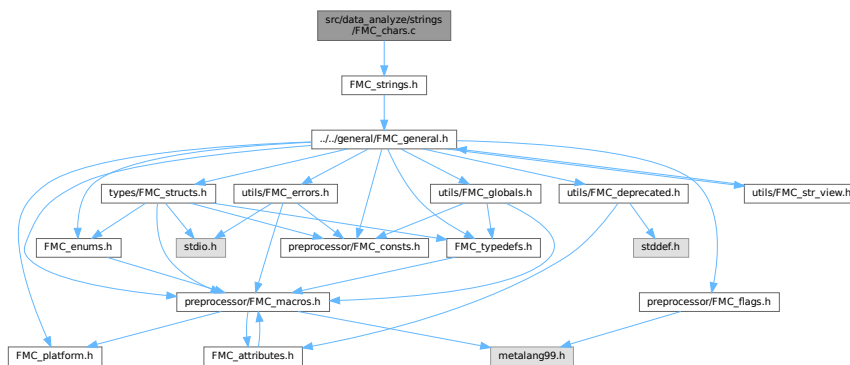 src/data_analyze/strings
/FMC_chars.c
FMC_strings.h
../../general/FMC_general.h
types/FMC_structs.h
utils/FMC_errors.h
utils/FMC_globals.h
utils/FMC_deprecated.h
utils/FMC_str_view.h
FMC_enums.h
stdio.h
preprocessor/FMC_consts.h
FMC_typedefs.h
stddef.h
preprocessor/FMC_macros.h
preprocessor/FMC_flags.h
FMC_platform.h
FMC_attributes.h
metalang99.h